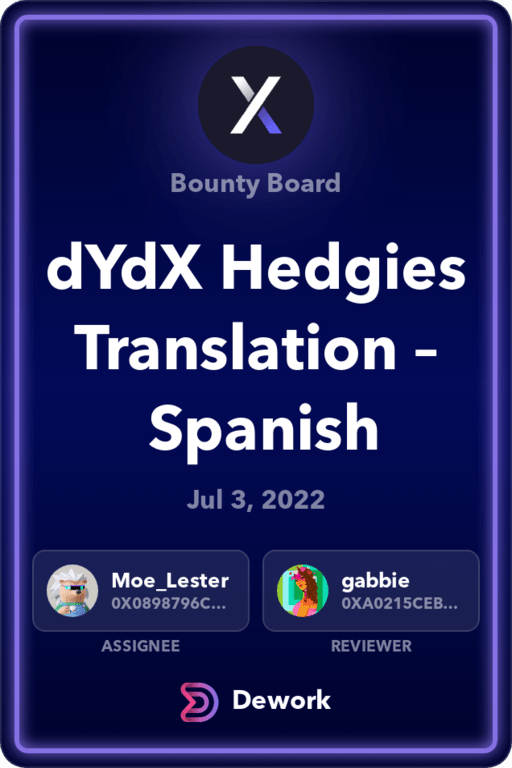 Bounty Board
dYdX Hedgies
Translation –
Spanish
Jul 3, 2022
Moe_Lester
0X0898796C...
gabbie
0XA0215CEB...
ASSIGNEE
REVIEWER
Dework